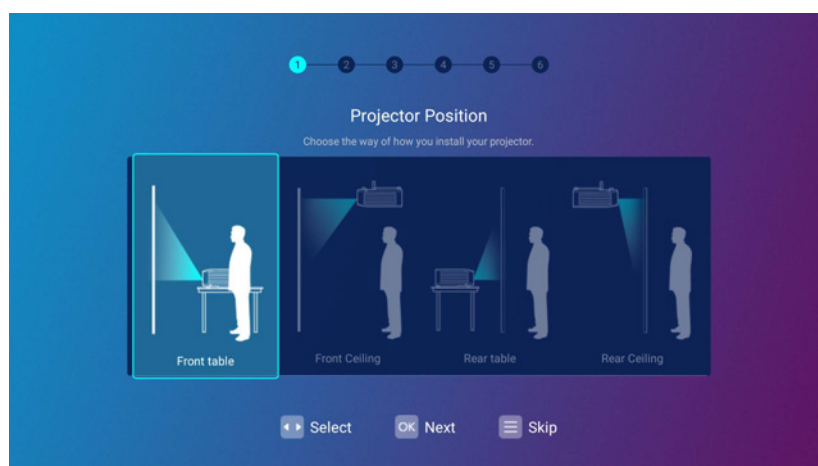 1 2 3 4 5 6
Projector Position
Choose the way of how you install your projector.
Front table Front Ceiling Rear table Rear Ceiling
Select OK Next Skip